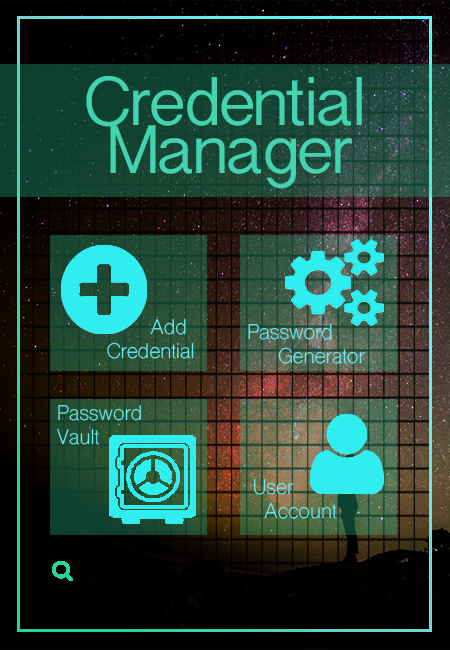 Credential
Manager
Add
Credential
Password
Generator
Password
Vault
User
Account